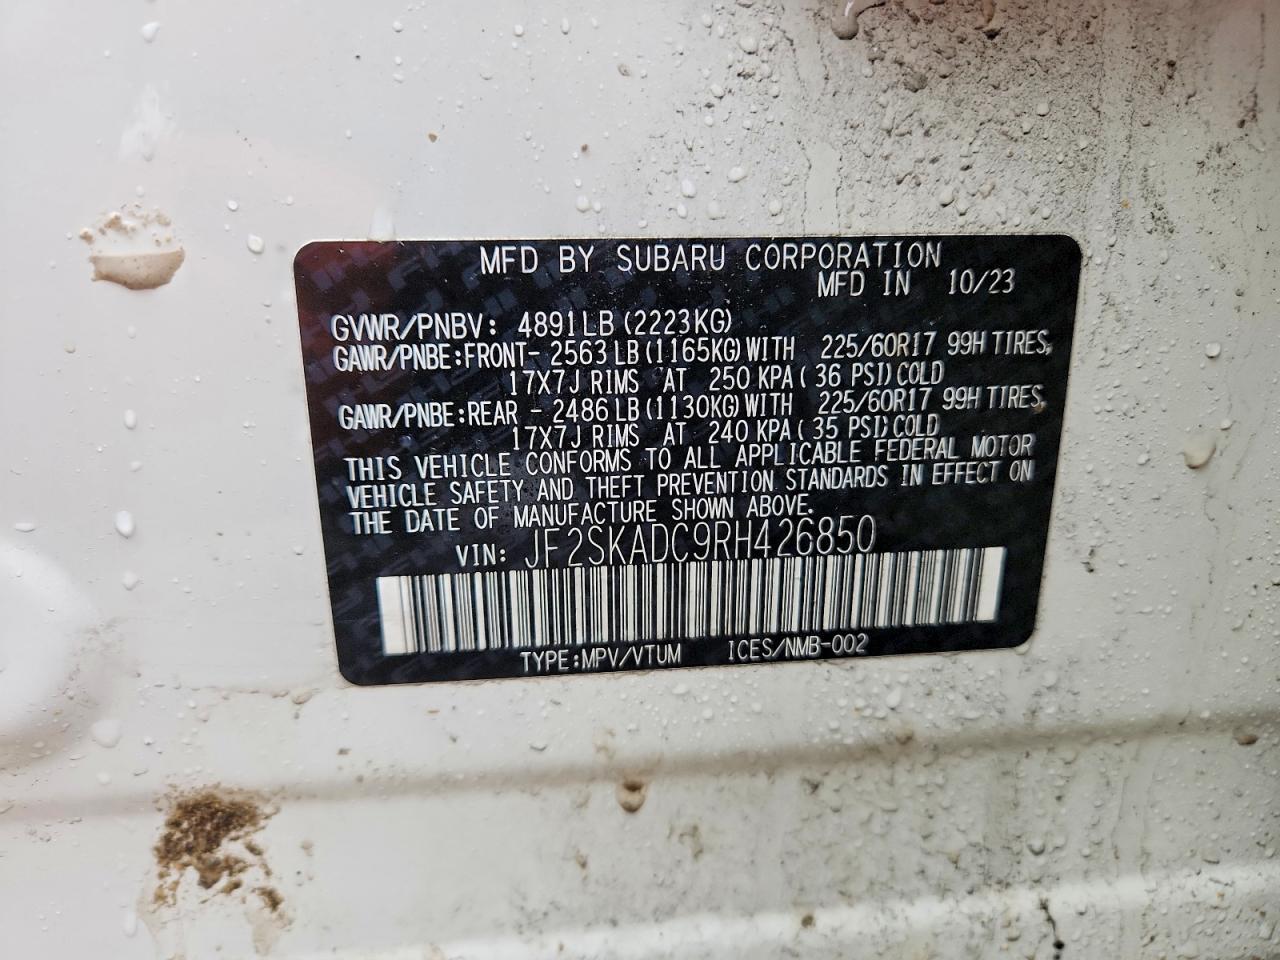 MFD BY SUBARU CORPORATION
MFD IN 10/23
GVWR/PNBV: 4891LB (2223KG)
GAWR/PNBE:FRONT- 2563LB(1165KG)WITH 225/60R17 99H TIRES,
17X7J RIMS AT 250 KPA( 36 PSI)COLD
GAWR/PNBE:REAR - 2486LB(1130KG)WITH 225/60R17 99H TIRES,
17X7J RIMS AT 240 KPA( 35 PSI)COLD
THIS VEHICLE CONFORMS TO ALL APPLICABLE FEDERAL MOTOR
VEHICLE SAFETY AND THEFT PREVENTION STANDARDS IN EFFECT ON
THE DATE OF MANUFACTURE SHOWN ABOVE.
VIN: JF2SKADC9RH426850
TYPE:MPV/VTUM ICES/NMB-002